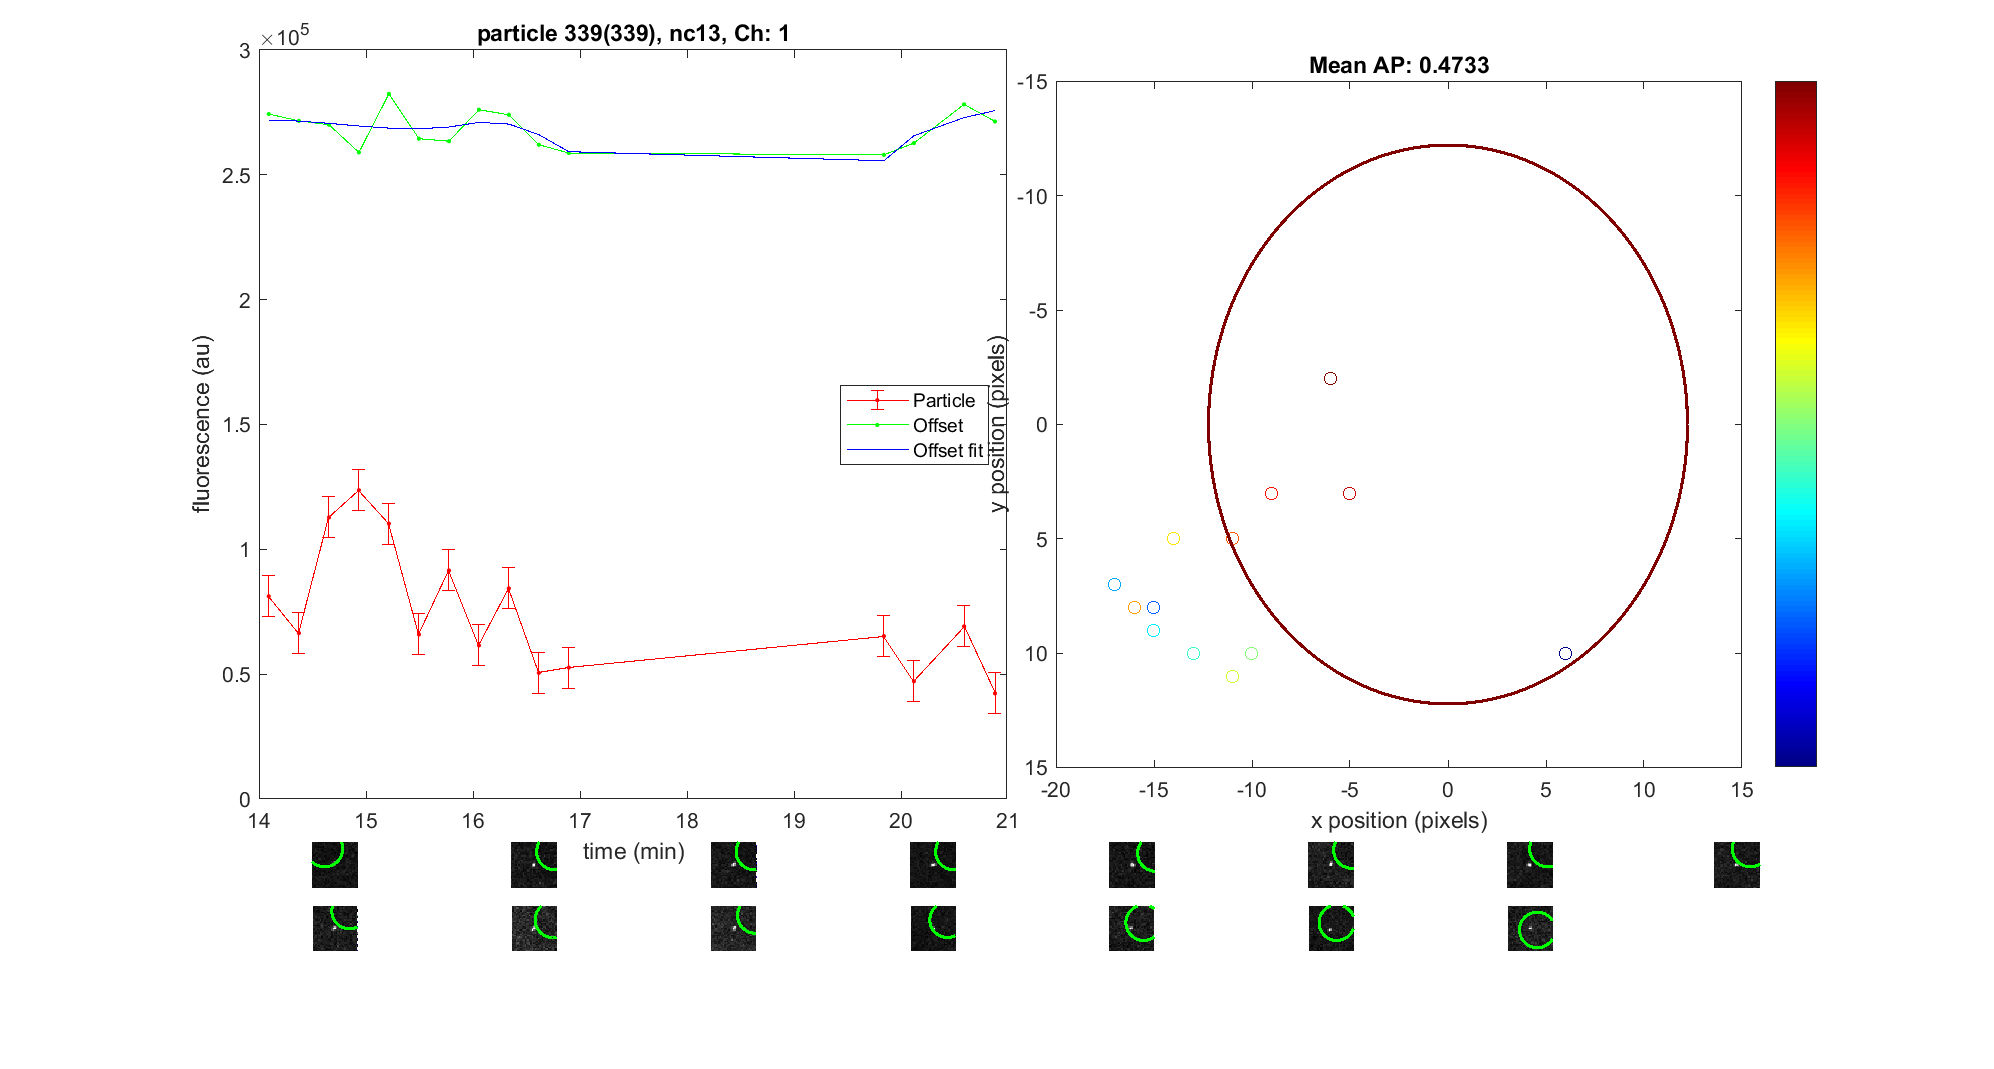 particle 339(339), nc13, Ch: 1
×10⁵
3
2.5
2
1.5
1
0.5
0
fluorescence (au)
14 15 16 17 18 19 20 21
time (min)
Particle
Offset
Offset fit
Mean AP: 0.4733
-15
-10
-5
0
5
10
15
y position (pixels)
-20 -15 -10 -5 0 5 10 15
x position (pixels)